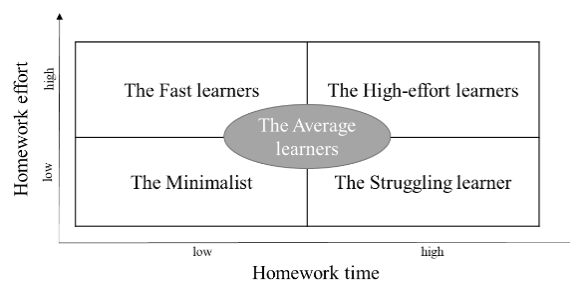 Homework effort
high
low
The Fast learners
The High-effort learners
The Average
learners
The Minimalist
The Struggling learner
low
high
Homework time